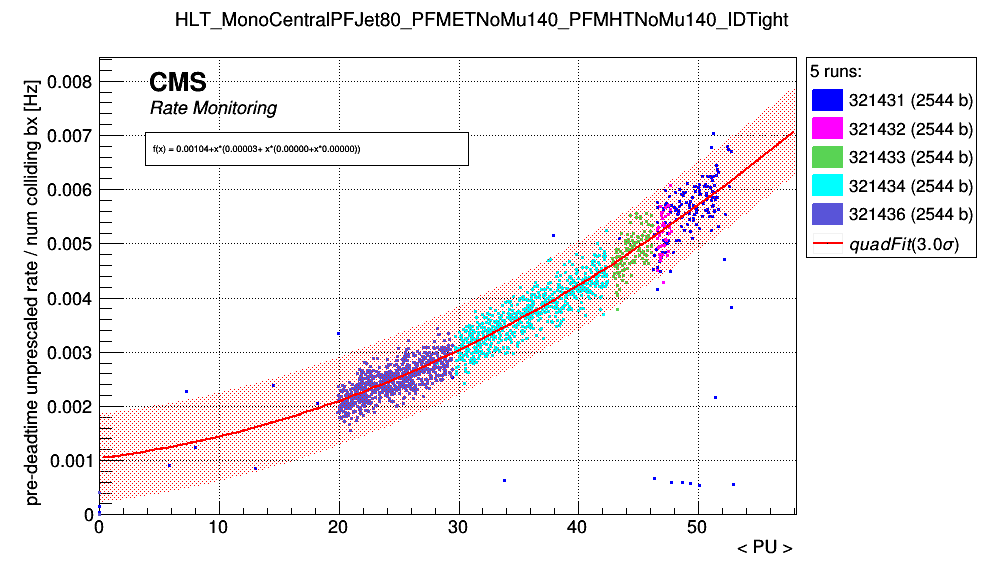 HLT_MonoCentralPFJet80_PFMETNoMu140_PFMHTNoMu140_IDTight
pre-deadtime unprescaled rate / num colliding bx [Hz]
0.008
0.007
0.006
0.005
0.004
0.003
0.002
0.001
0
CMS
Rate Monitoring
f(x) = 0.00104+x*(0.00003+ x*(0.00000+x*0.00000))
0 10 20 30 40 50
< PU >
5 runs:
321431 (2544 b)
321432 (2544 b)
321433 (2544 b)
321434 (2544 b)
321436 (2544 b)
quadFit(3.0σ)